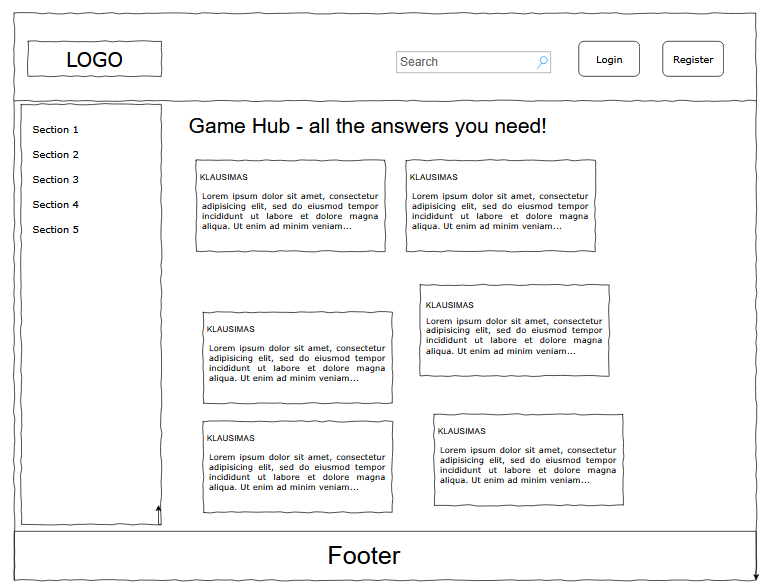 LOGO
Search
Login
Register
Section 1
Section 2
Section 3
Section 4
Section 5
Game Hub - all the answers you need!
KLAUSIMAS
Lorem ipsum dolor sit amet, consectetur
adipisicing elit, sed do eiusmod tempor
incididunt ut labore et dolore magna
aliqua. Ut enim ad minim veniam...
KLAUSIMAS
Lorem ipsum dolor sit amet, consectetur
adipisicing elit, sed do eiusmod tempor
incididunt ut labore et dolore magna
aliqua. Ut enim ad minim veniam...
KLAUSIMAS
Lorem ipsum dolor sit amet, consectetur
adipisicing elit, sed do eiusmod tempor
incididunt ut labore et dolore magna
aliqua. Ut enim ad minim veniam...
KLAUSIMAS
Lorem ipsum dolor sit amet, consectetur
adipisicing elit, sed do eiusmod tempor
incididunt ut labore et dolore magna
aliqua. Ut enim ad minim veniam...
KLAUSIMAS
Lorem ipsum dolor sit amet, consectetur
adipisicing elit, sed do eiusmod tempor
incididunt ut labore et dolore magna
aliqua. Ut enim ad minim veniam...
KLAUSIMAS
Lorem ipsum dolor sit amet, consectetur
adipisicing elit, sed do eiusmod tempor
incididunt ut labore et dolore magna
aliqua. Ut enim ad minim veniam...
Footer